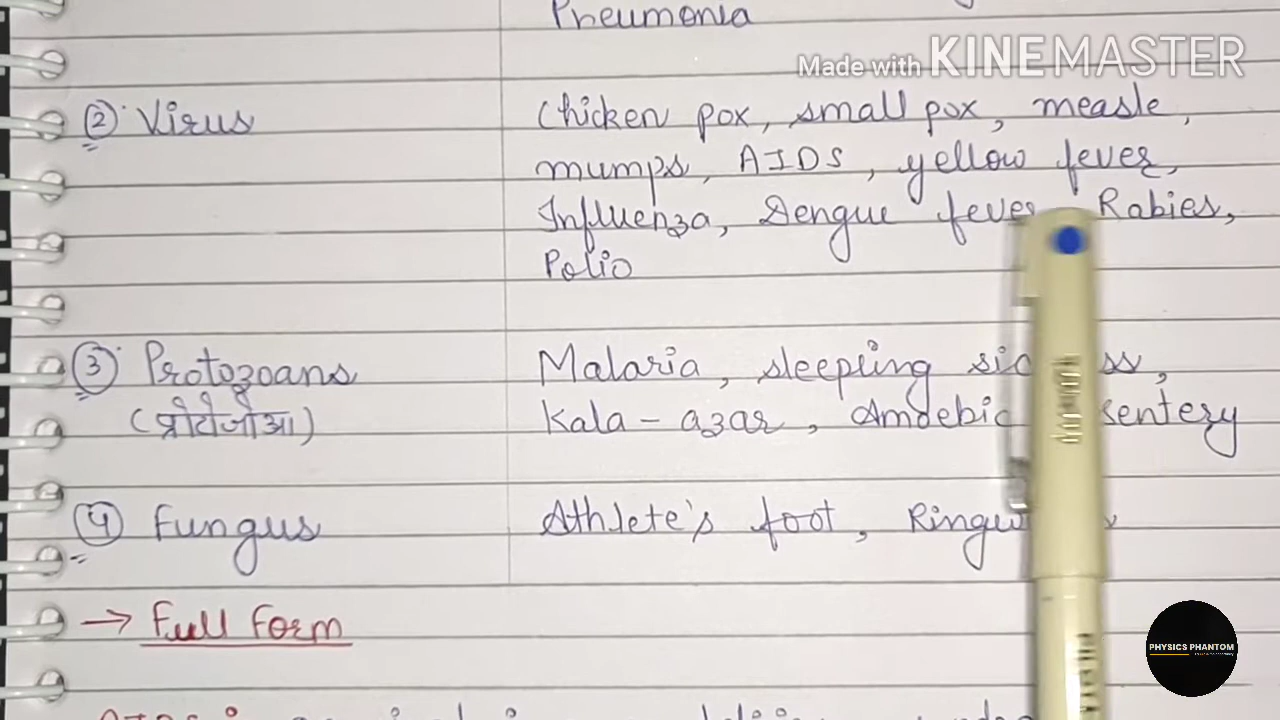 Pneumonia
Made with KINEMASTER
② Virus Chicken pox, small pox, measle,
mumps, AIDS, yellow fever,
Influenza, Dengue fever Rabies,
Polio
③ Protozoans Malaria, sleeping
(प्रोटोजोआ) Kala-azar, Amoebic
④ Fungus Athlete's foot,
→ Full Form
PHYSICS PHANTOM